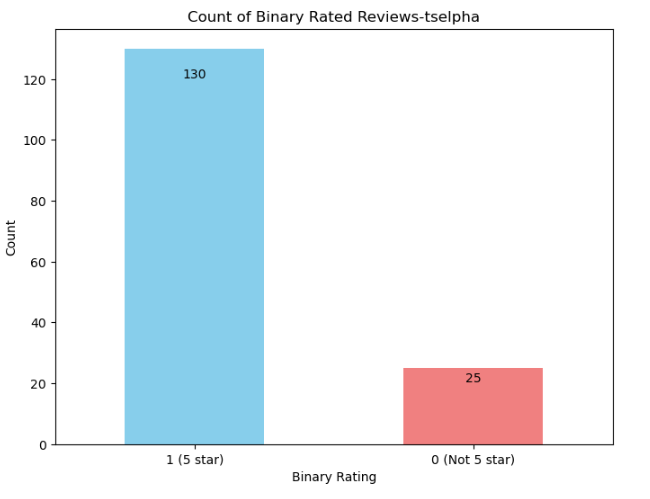 Count of Binary Rated Reviews-tselpha
120
100
80
60
40
20
0
Count
130
25
1 (5 star)
0 (Not 5 star)
Binary Rating